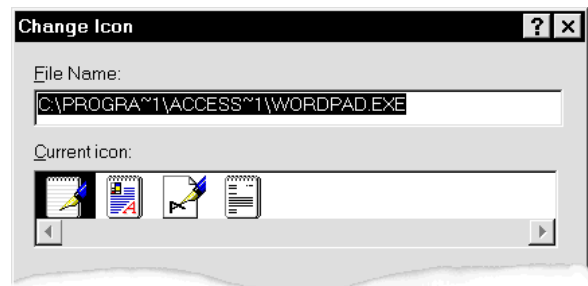 Change Icon
File Name:
C:\PROGRA~1\ACCESS~1\WORDPAD.EXE
Current icon: